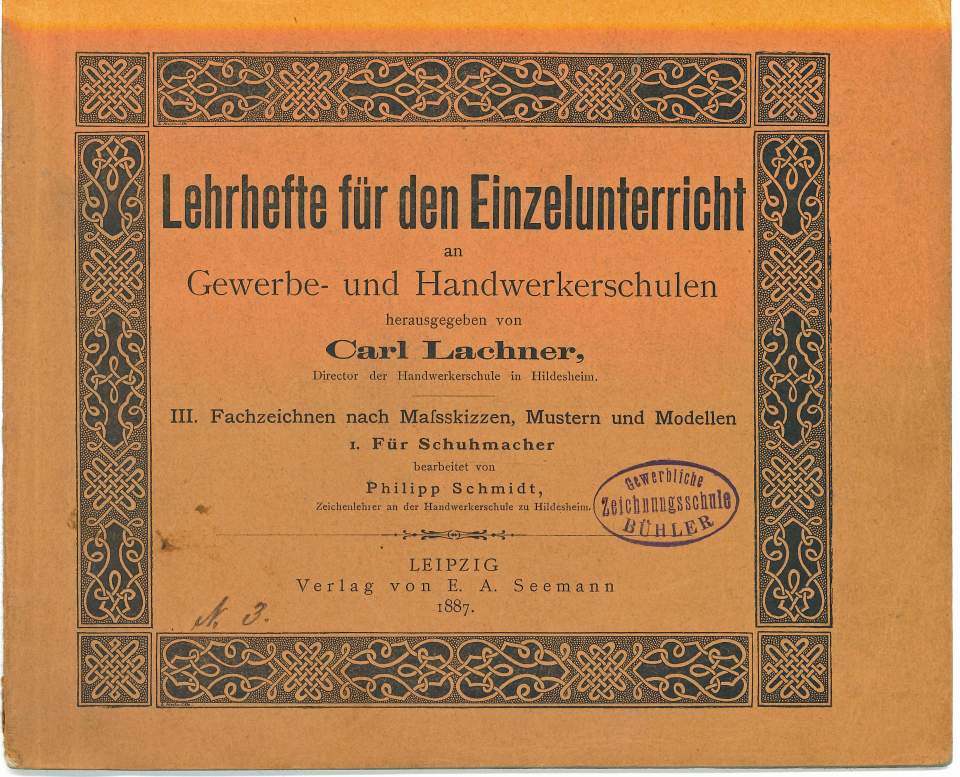 Lehrhefte für den Einzelunterricht
an
Gewerbe- und Handwerkerschulen
herausgegeben von
Carl Lachner,
Director der Handwerkerschule in Hildesheim.
III. Fachzeichnen nach Maſsskizzen, Mustern und Modellen
1. Für Schuhmacher
bearbeitet von
Philipp Schmidt,
Zeichenlehrer an der Handwerkerschule zu Hildesheim.
Gewerbliche
Zeichnungsschule
BÜHLER
LEIPZIG
Verlag von E. A. Seemann
1887.
N. 3.